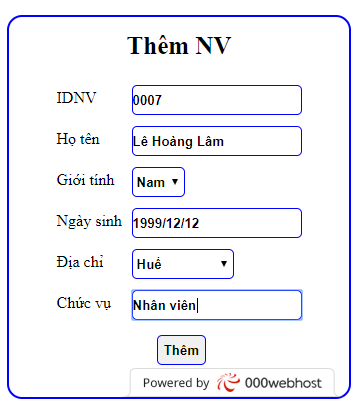 Thêm NV
IDNV 0007
Họ tên Lê Hoảng Lâm
Giới tính Nam
Ngày sinh 1999/12/12
Địa chỉ Huế
Chức vụ Nhân viên
Thêm
Powered by 000webhost